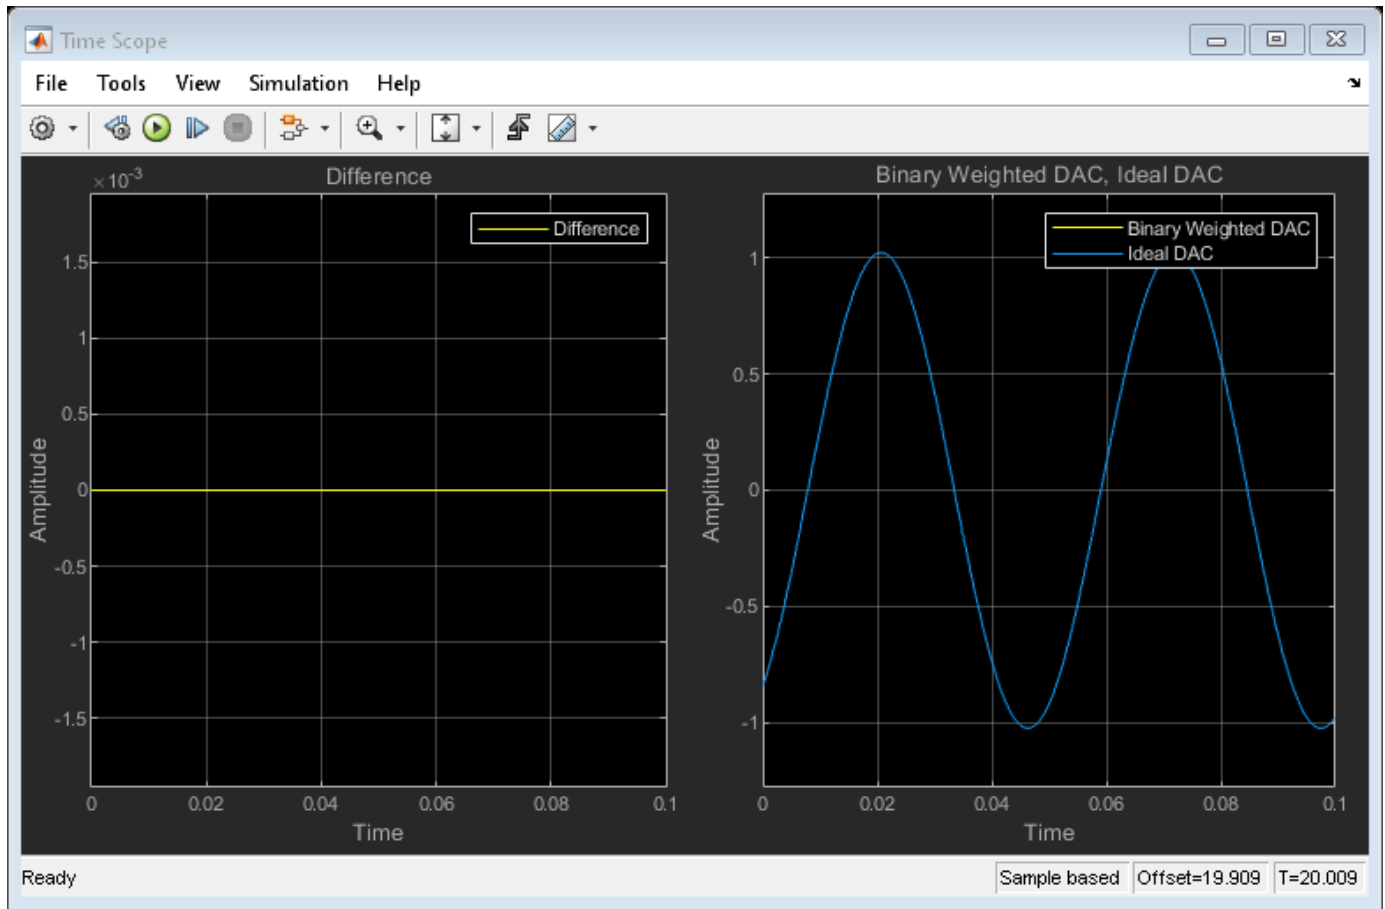 Time Scope
File Tools View Simulation Help
×10-3
Difference
Difference
1.5
1
0.5
0
-0.5
-1
-1.5
Amplitude
0 0.02 0.04 0.06 0.08 0.1
Time
Binary Weighted DAC, Ideal DAC
Binary Weighted DAC
Ideal DAC
1
0.5
0
-0.5
-1
Amplitude
0 0.02 0.04 0.06 0.08 0.1
Time
Ready
Sample based Offset=19.909 T=20.009